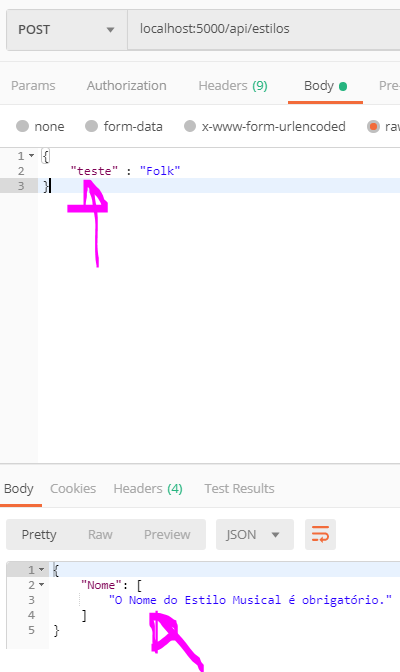 POST localhost:5000/api/estilos
Params Authorization Headers (9) Body Pre-
none form-data x-www-form-urlencoded raw
1 {
2 "teste" : "Folk"
3 }
Body Cookies Headers (4) Test Results
Pretty Raw Preview JSON
1 {
2 "Nome": [
3 "O Nome do Estilo Musical é obrigatório."
4 ]
5 }